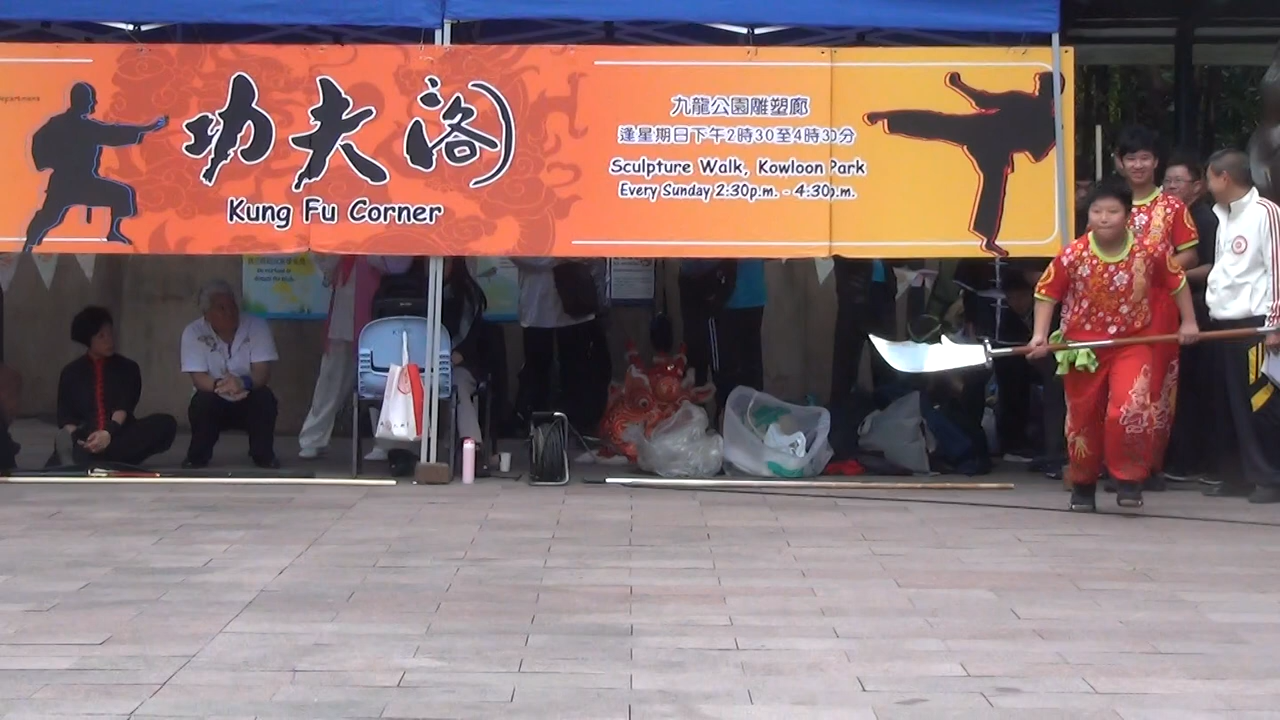 功夫閣
Kung Fu Corner
九龍公園雕塑廊
逢星期日下午2時30至4時30分
Sculpture Walk, Kowloon Park
Every Sunday 2:30p.m. - 4:30p.m.